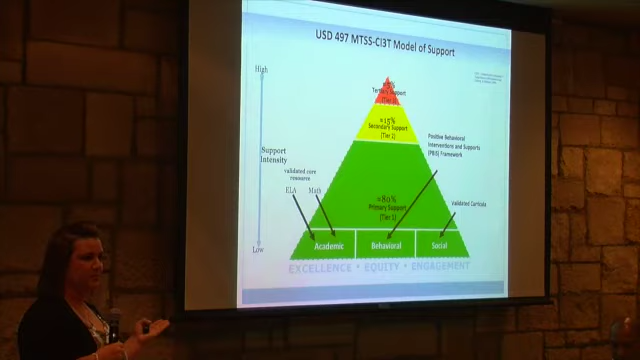 USD 497 MTSS-CI3T Model of Support
High
Tertiary Support
(Tier 3)
≈15%
Secondary Support
(Tier 2)
Positive Behavioral
Interventions and Supports
(PBIS) Framework
Support
Intensity
validated core
resource
ELA
Math
≈80%
Primary Support
(Tier 1)
validated Curricula
Low
Academic
Behavioral
Social
EXCELLENCE • EQUITY • ENGAGEMENT